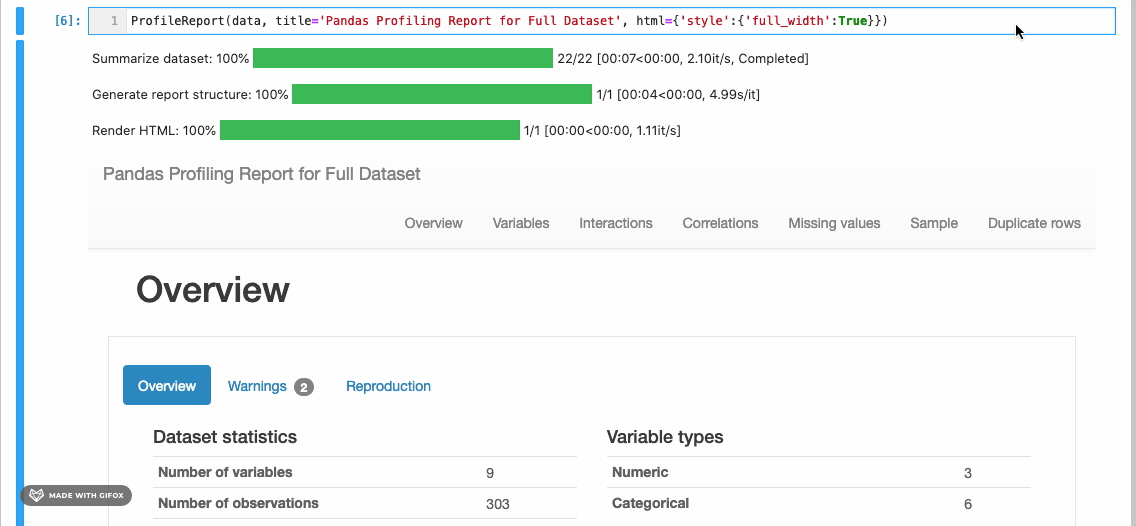 [6]: 1 ProfileReport(data, title='Pandas Profiling Report for Full Dataset', html={'style':{'full_width':True}})
Summarize dataset: 100% 22/22 [00:07<00:00, 2.10it/s, Completed]
Generate report structure: 100% 1/1 [00:04<00:00, 4.99s/it]
Render HTML: 100% 1/1 [00:00<00:00, 1.11it/s]
Pandas Profiling Report for Full Dataset
Overview Variables Interactions Correlations Missing values Sample Duplicate rows
Overview
Overview Warnings 2 Reproduction
Dataset statistics Variable types
Number of variables 9 Numeric 3
Number of observations 303 Categorical 6
MADE WITH GIFOX